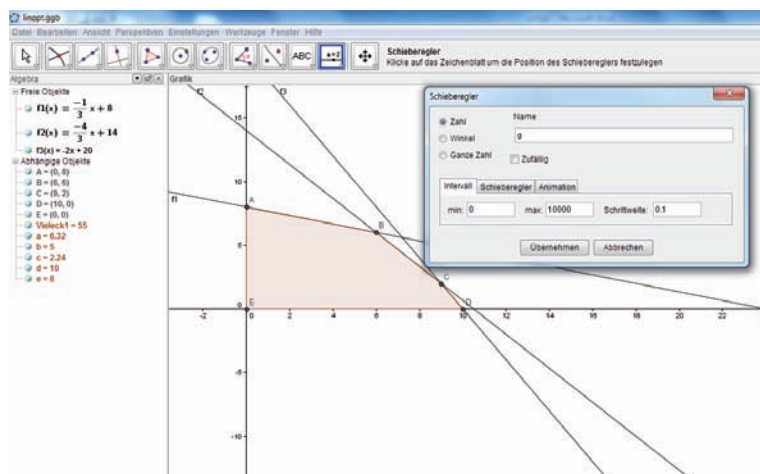 linopt.ggb
Datei Bearbeiten Ansicht Perspektiven Einstellungen Werkzeuge Fenster Hilfe
ABC
a=2
Schieberegler
Klicke auf das Zeichenblatt um die Position des Schiebereglers festzulegen
Algebra
Freie Objekte
f1(x) = -1/3 x + 8
f2(x) = -4/3 x + 14
f3(x) = -2x + 20
Abhängige Objekte
A = (0, 8)
B = (6, 6)
C = (9, 2)
D = (10, 0)
E = (0, 0)
Vieleck1 = 55
a = 6.32
b = 5
c = 2.24
d = 10
e = 8
Grafik
f2
f3
f1
A
B
C
D
E
15
10
5
0
-5
-10
-2 0 2 4 6 8 10 12 14 16 18 20 22
Schieberegler
Zahl
Winkel
Ganze Zahl
Name
g
Zufällig
Intervall Schieberegler Animation
min: 0 max: 10000 Schrittweite: 0.1
Übernehmen Abbrechen